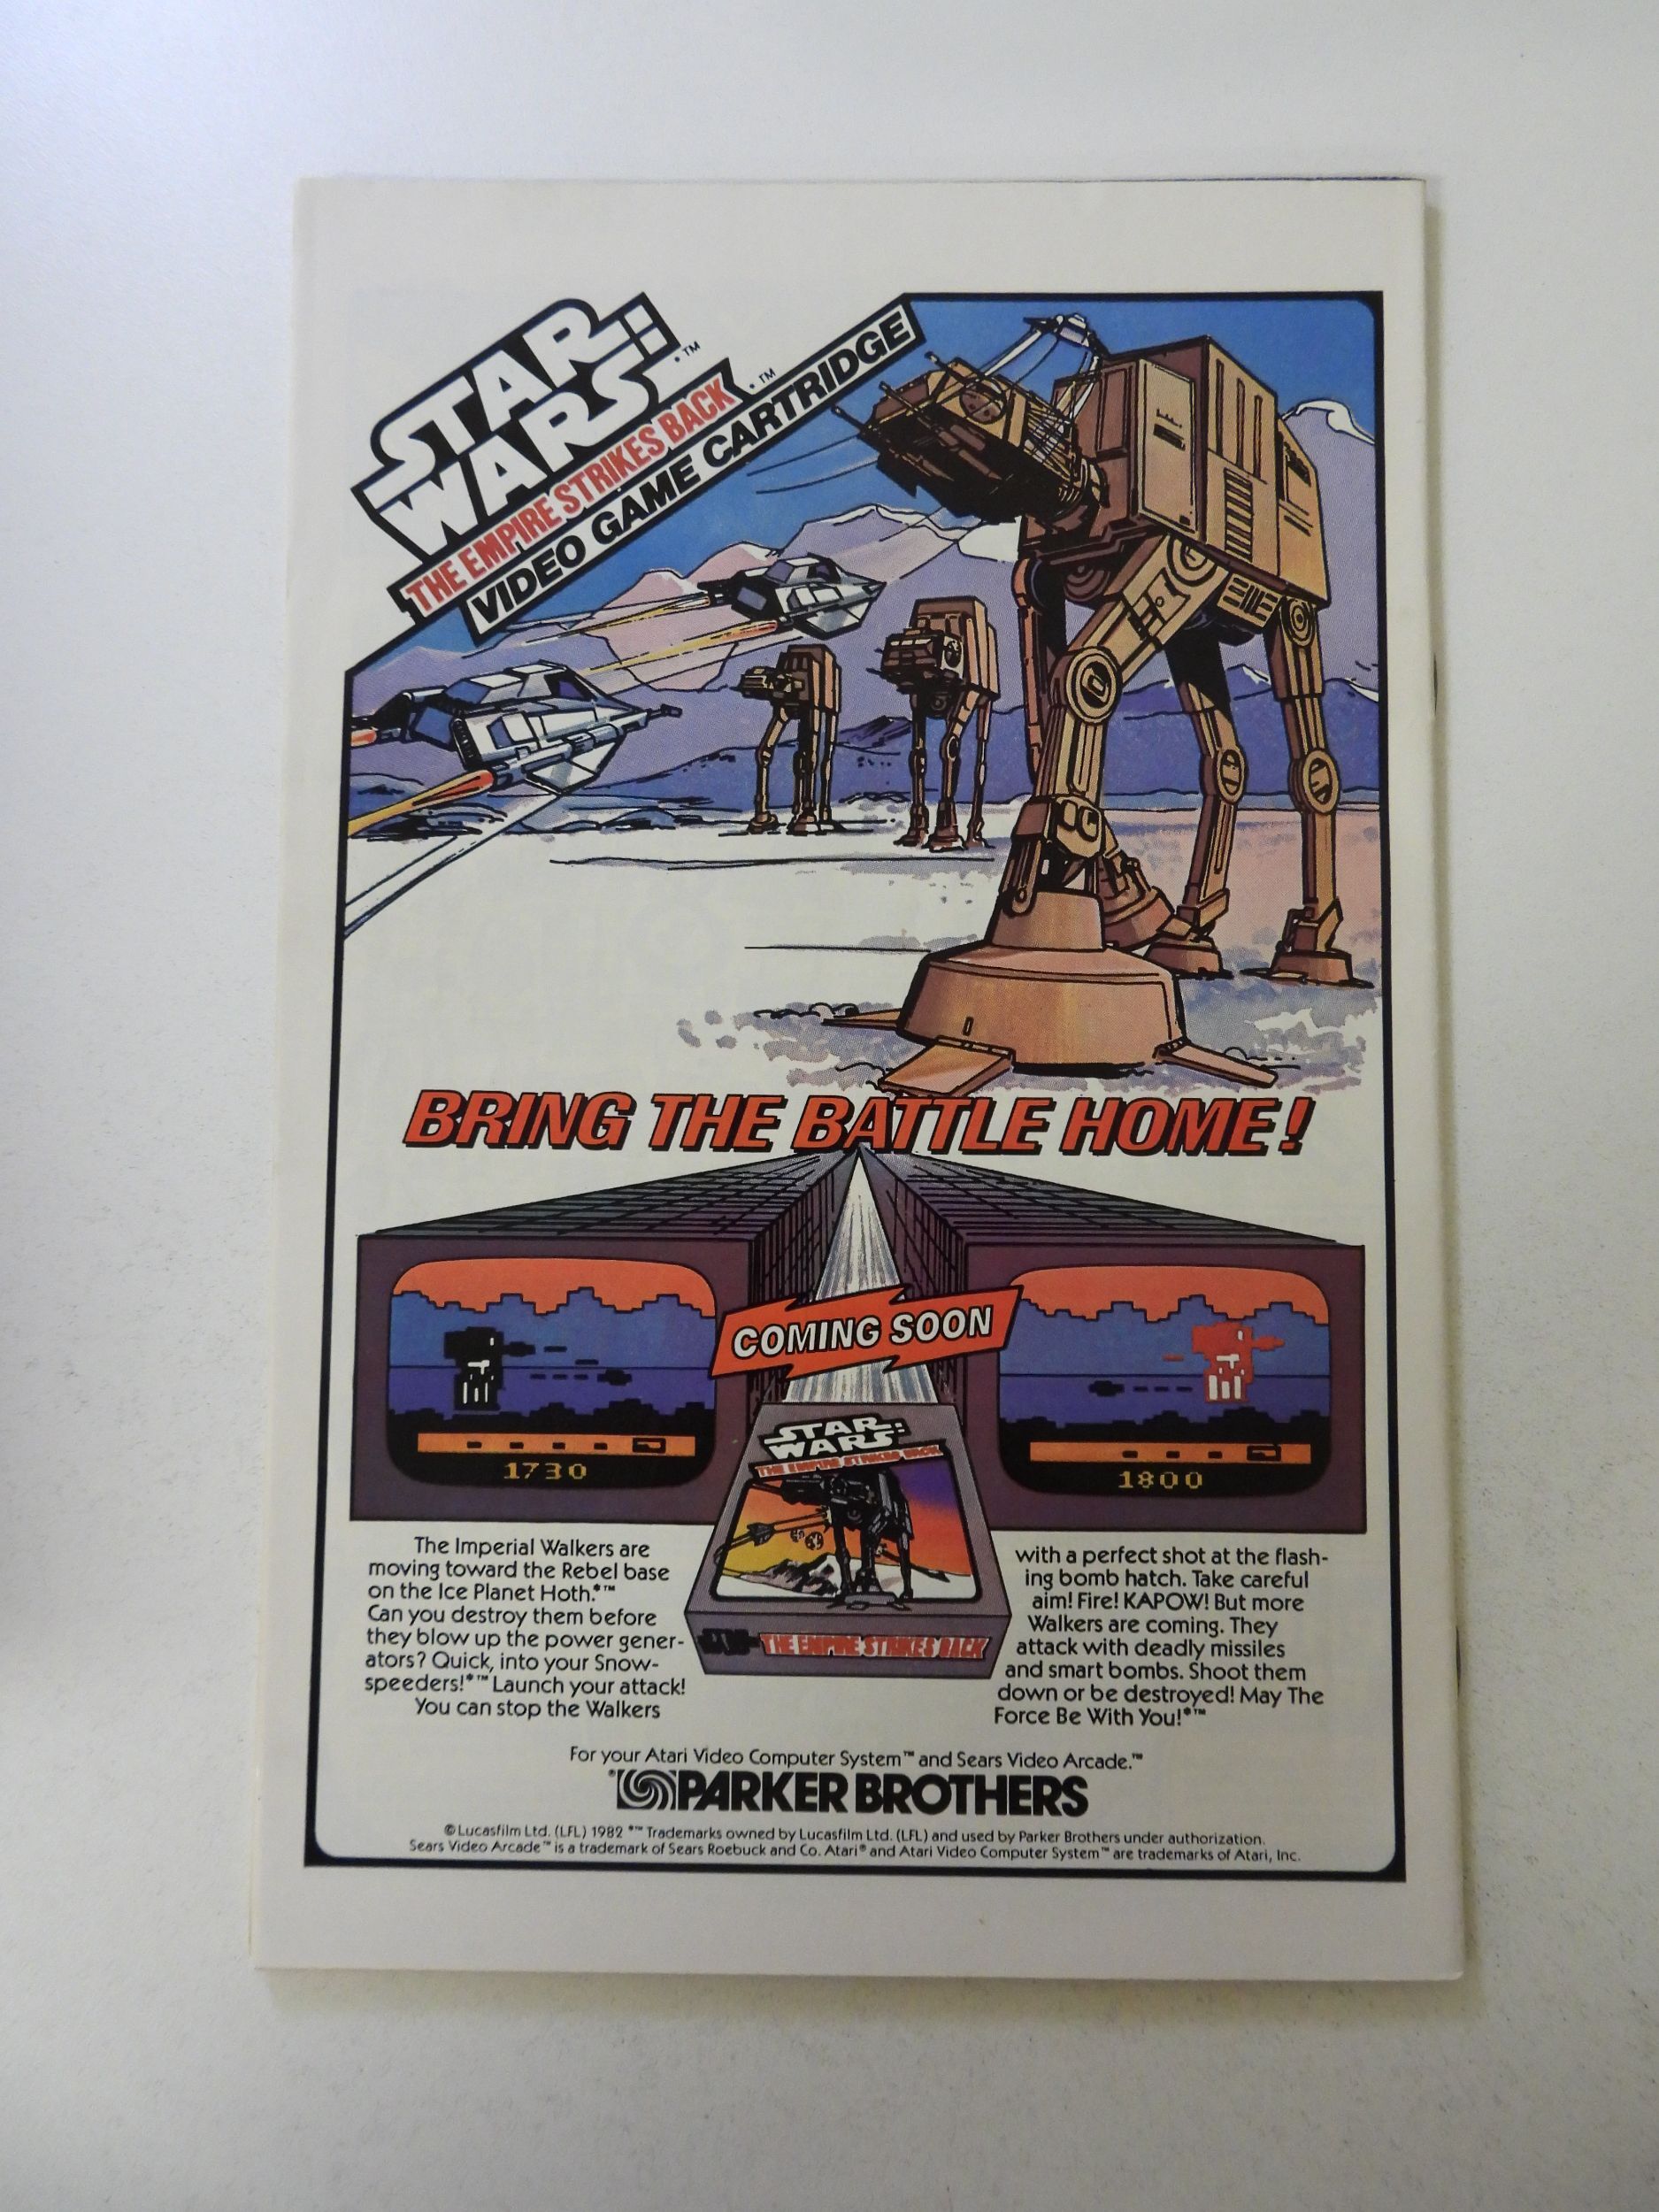 STAR
WARS™
THE EMPIRE STRIKES BACK™
VIDEO GAME CARTRIDGE
BRING THE BATTLE HOME!
COMING SOON
1730
1800
STAR
WARS
THE EMPIRE STRIKES BACK
THE EMPIRE STRIKES BACK
The Imperial Walkers are
moving toward the Rebel base
on the Ice Planet Hoth.*™
Can you destroy them before
they blow up the power gener-
ators? Quick, into your Snow-
speeders!*™ Launch your attack!
You can stop the Walkers
with a perfect shot at the flash-
ing bomb hatch. Take careful
aim! Fire! KAPOW! But more
Walkers are coming. They
attack with deadly missiles
and smart bombs. Shoot them
down or be destroyed! May The
Force Be With You!*™
For your Atari Video Computer System™ and Sears Video Arcade.™
PARKER BROTHERS
© Lucasfilm Ltd. (LFL) 1982 *™ Trademarks owned by Lucasfilm Ltd. (LFL) and used by Parker Brothers under authorization.
Sears Video Arcade™ is a trademark of Sears Roebuck and Co. Atari® and Atari Video Computer System™ are trademarks of Atari, Inc.